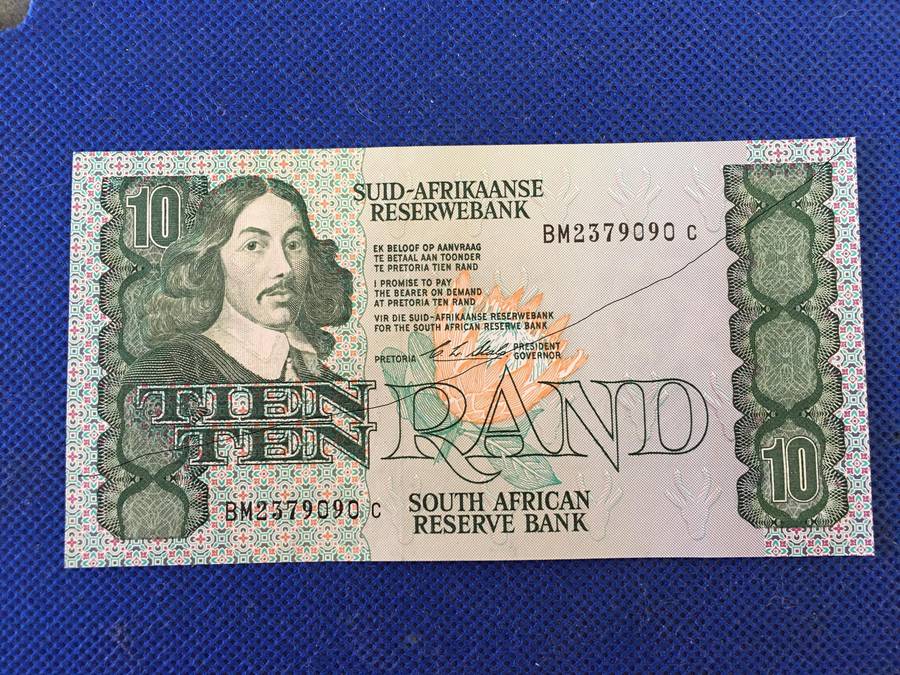 10
SUID-AFRIKAANSE
RESERWEBANK
BM2379090 C
EK BELOOF OP AANVRAAG
TE BETAAL AAN TOONDER
TE PRETORIA TIEN RAND
I PROMISE TO PAY
THE BEARER ON DEMAND
AT PRETORIA TEN RAND
VIR DIE SUID-AFRIKAANSE RESERWEBANK
FOR THE SOUTH AFRICAN RESERVE BANK
PRETORIA
PRESIDENT
GOVERNOR
TIEN
TEN
RAND
10
BM2379090 C
SOUTH AFRICAN
RESERVE BANK